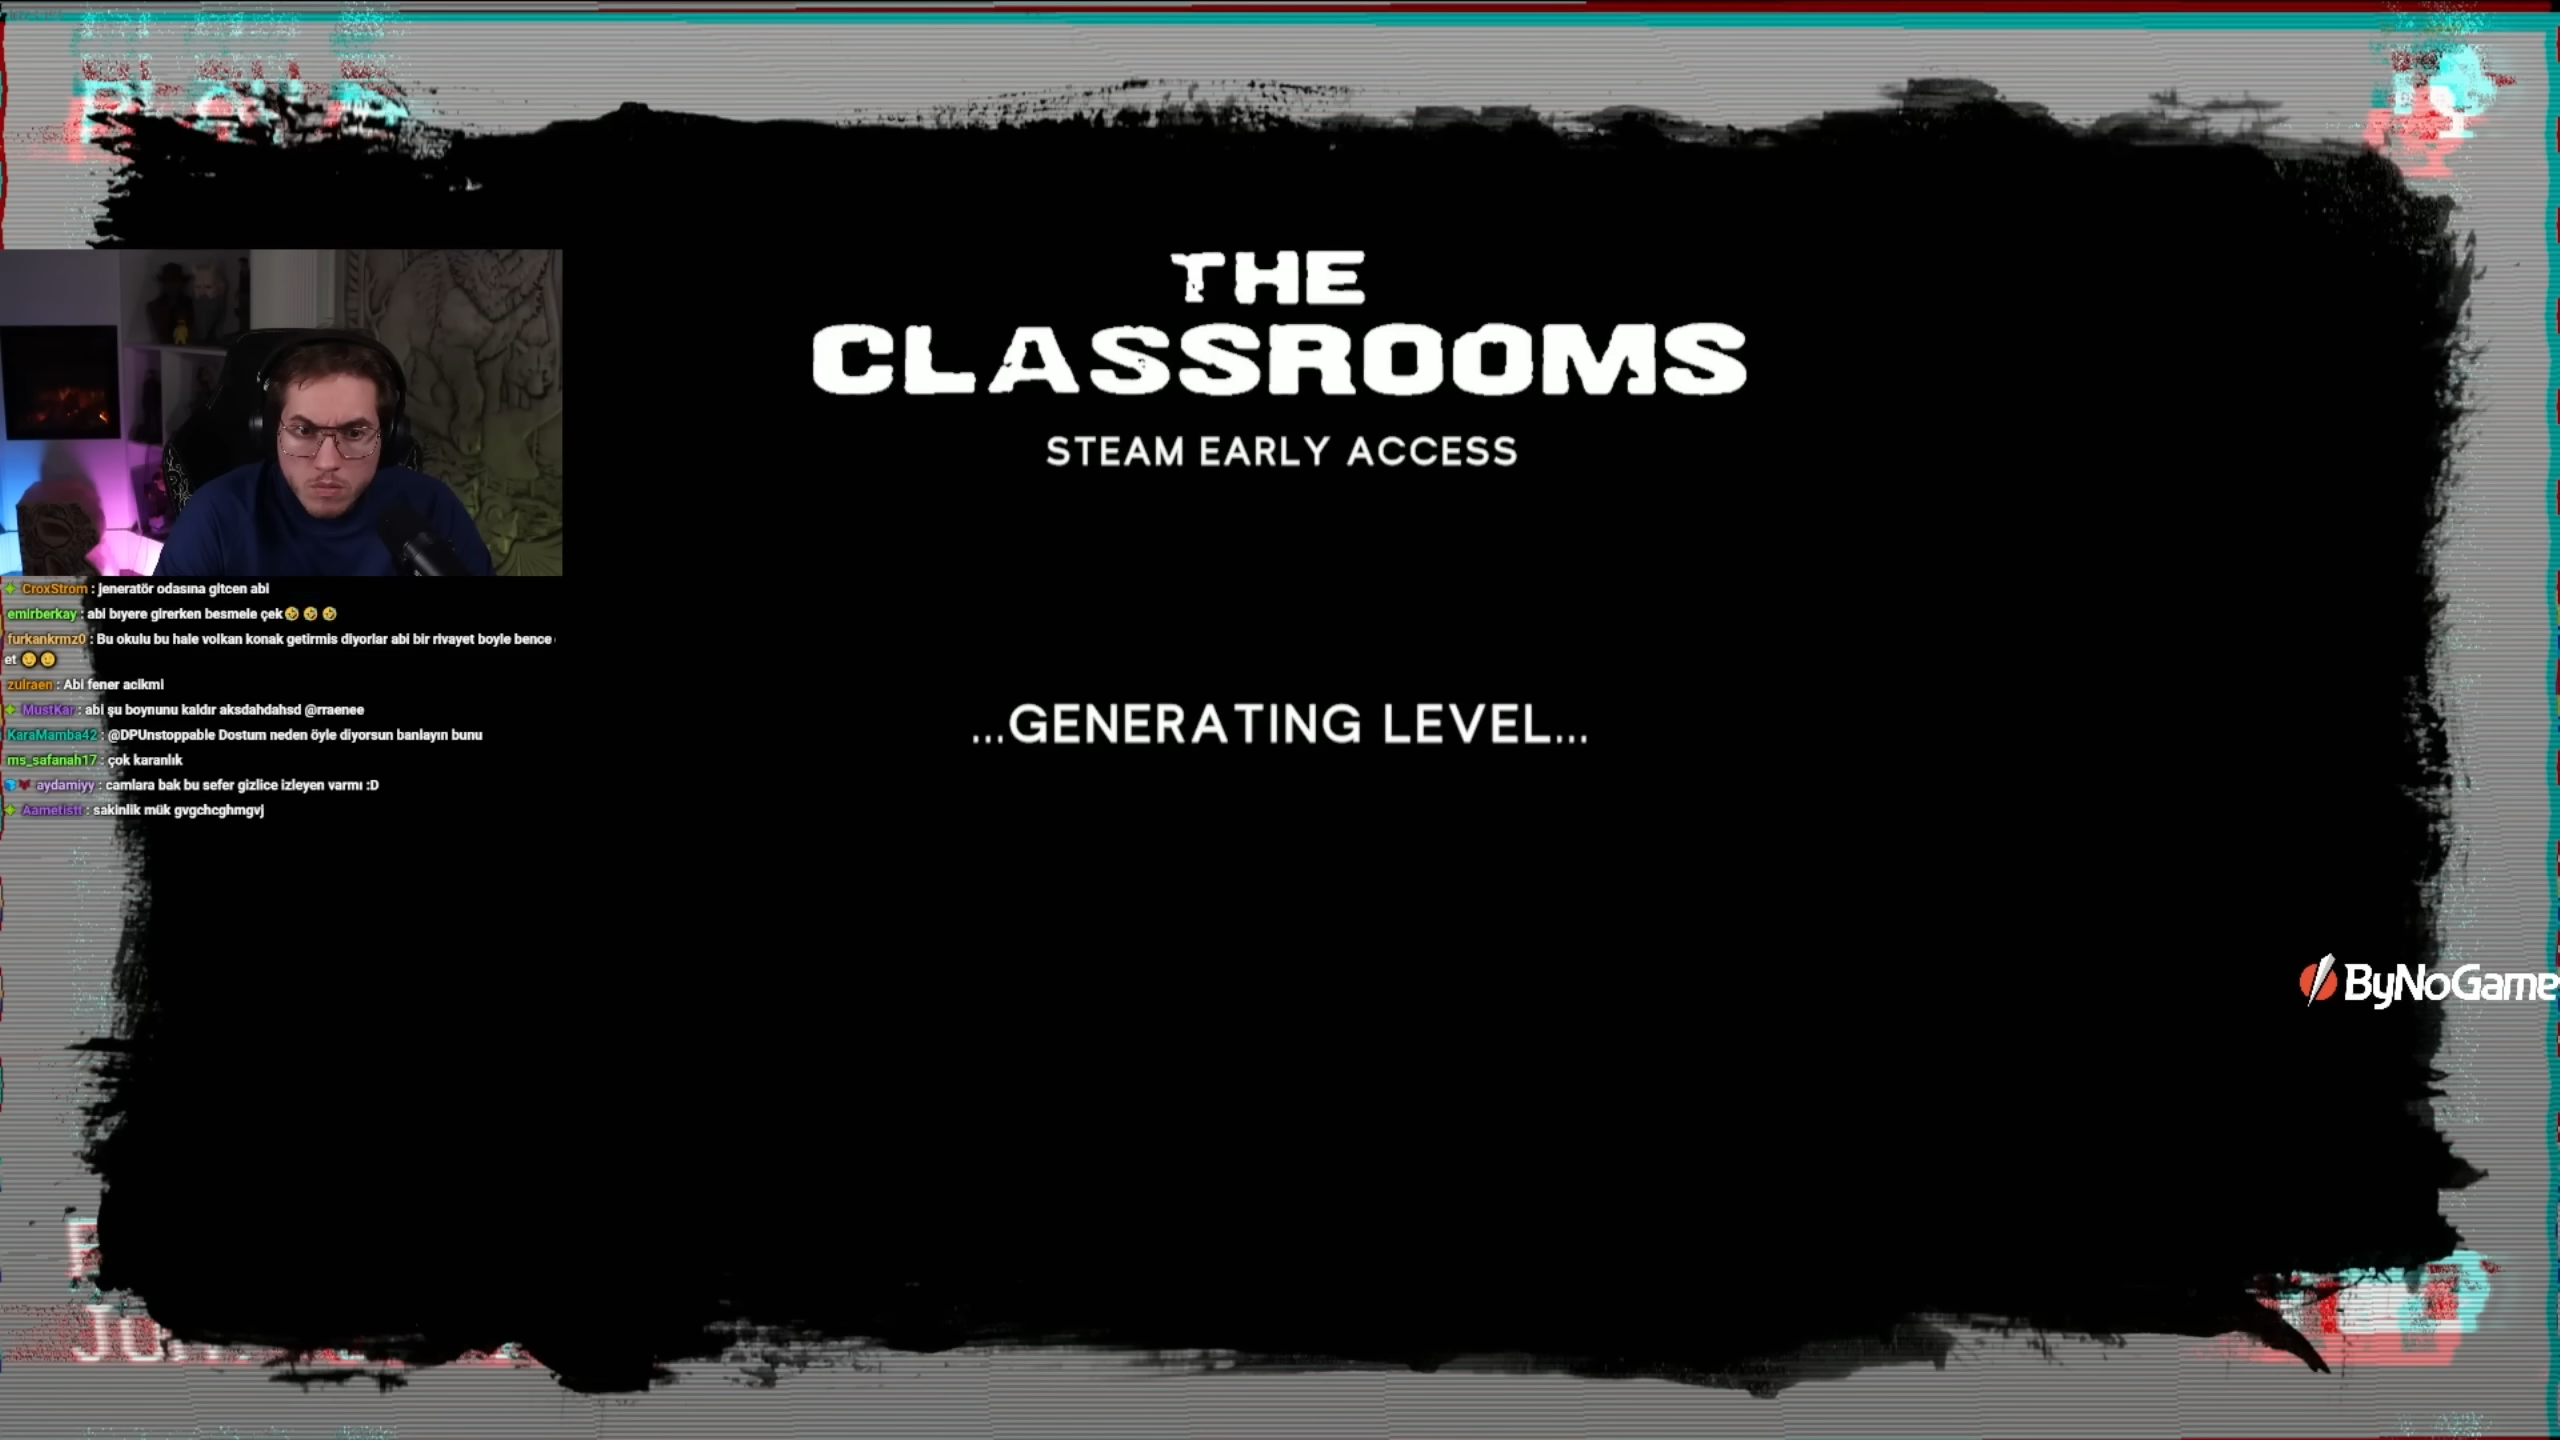 THE
CLASSROOMS
STEAM EARLY ACCESS
...GENERATING LEVEL...
CroxStrom : jeneratör odasına gitcen abi
emirberkay : abi bıyere girerken besmele çek🤣 🤣 🤣
furkankrmz0 : Bu okulu bu hale volkan konak getirmis diyorlar abi bir rivayet boyle bence
et
zulraen : Abi fener acikmi
MustKar : abi şu boynunu kaldır aksdahdahsd @rraenee
KaraMamba42 : @DPUnstoppable Dostum neden öyle diyorsun banlayın bunu
ms_safanah17 : çok karanlık
aydamiyy : camlara bak bu sefer gizlice izleyen varmı :D
Aametistt : sakinlik mük gvgchcghmgvj
ByNoGame